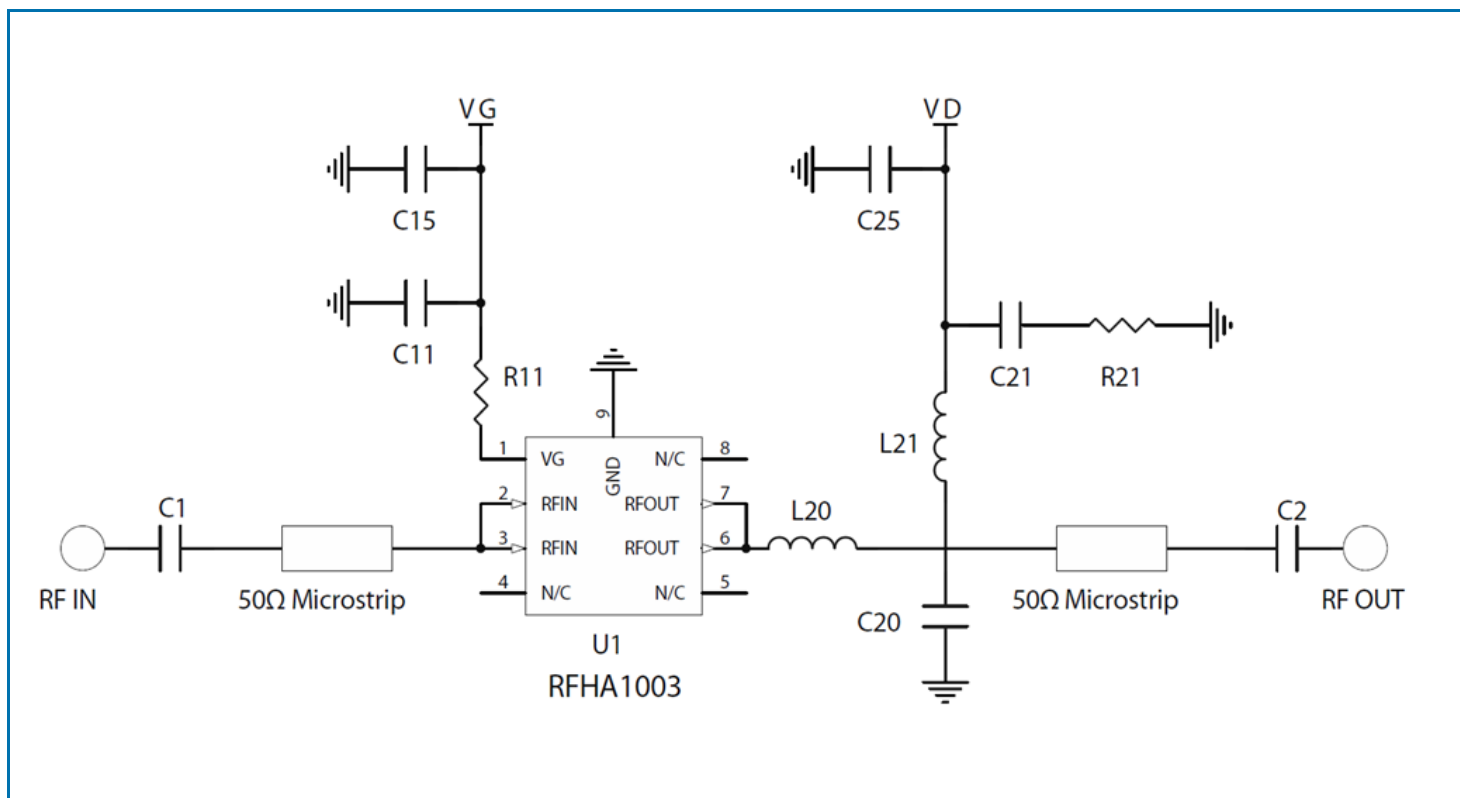 VG
VD
C15
C25
C11
R11
C21
R21
9
L21
1
VG
GND
N/C
8
2
RFIN
RFOUT
7
C1
L20
C2
3
RFIN
RFOUT
6
4
N/C
N/C
5
RF IN
50Ω Microstrip
C20
50Ω Microstrip
RF OUT
U1
RFHA1003